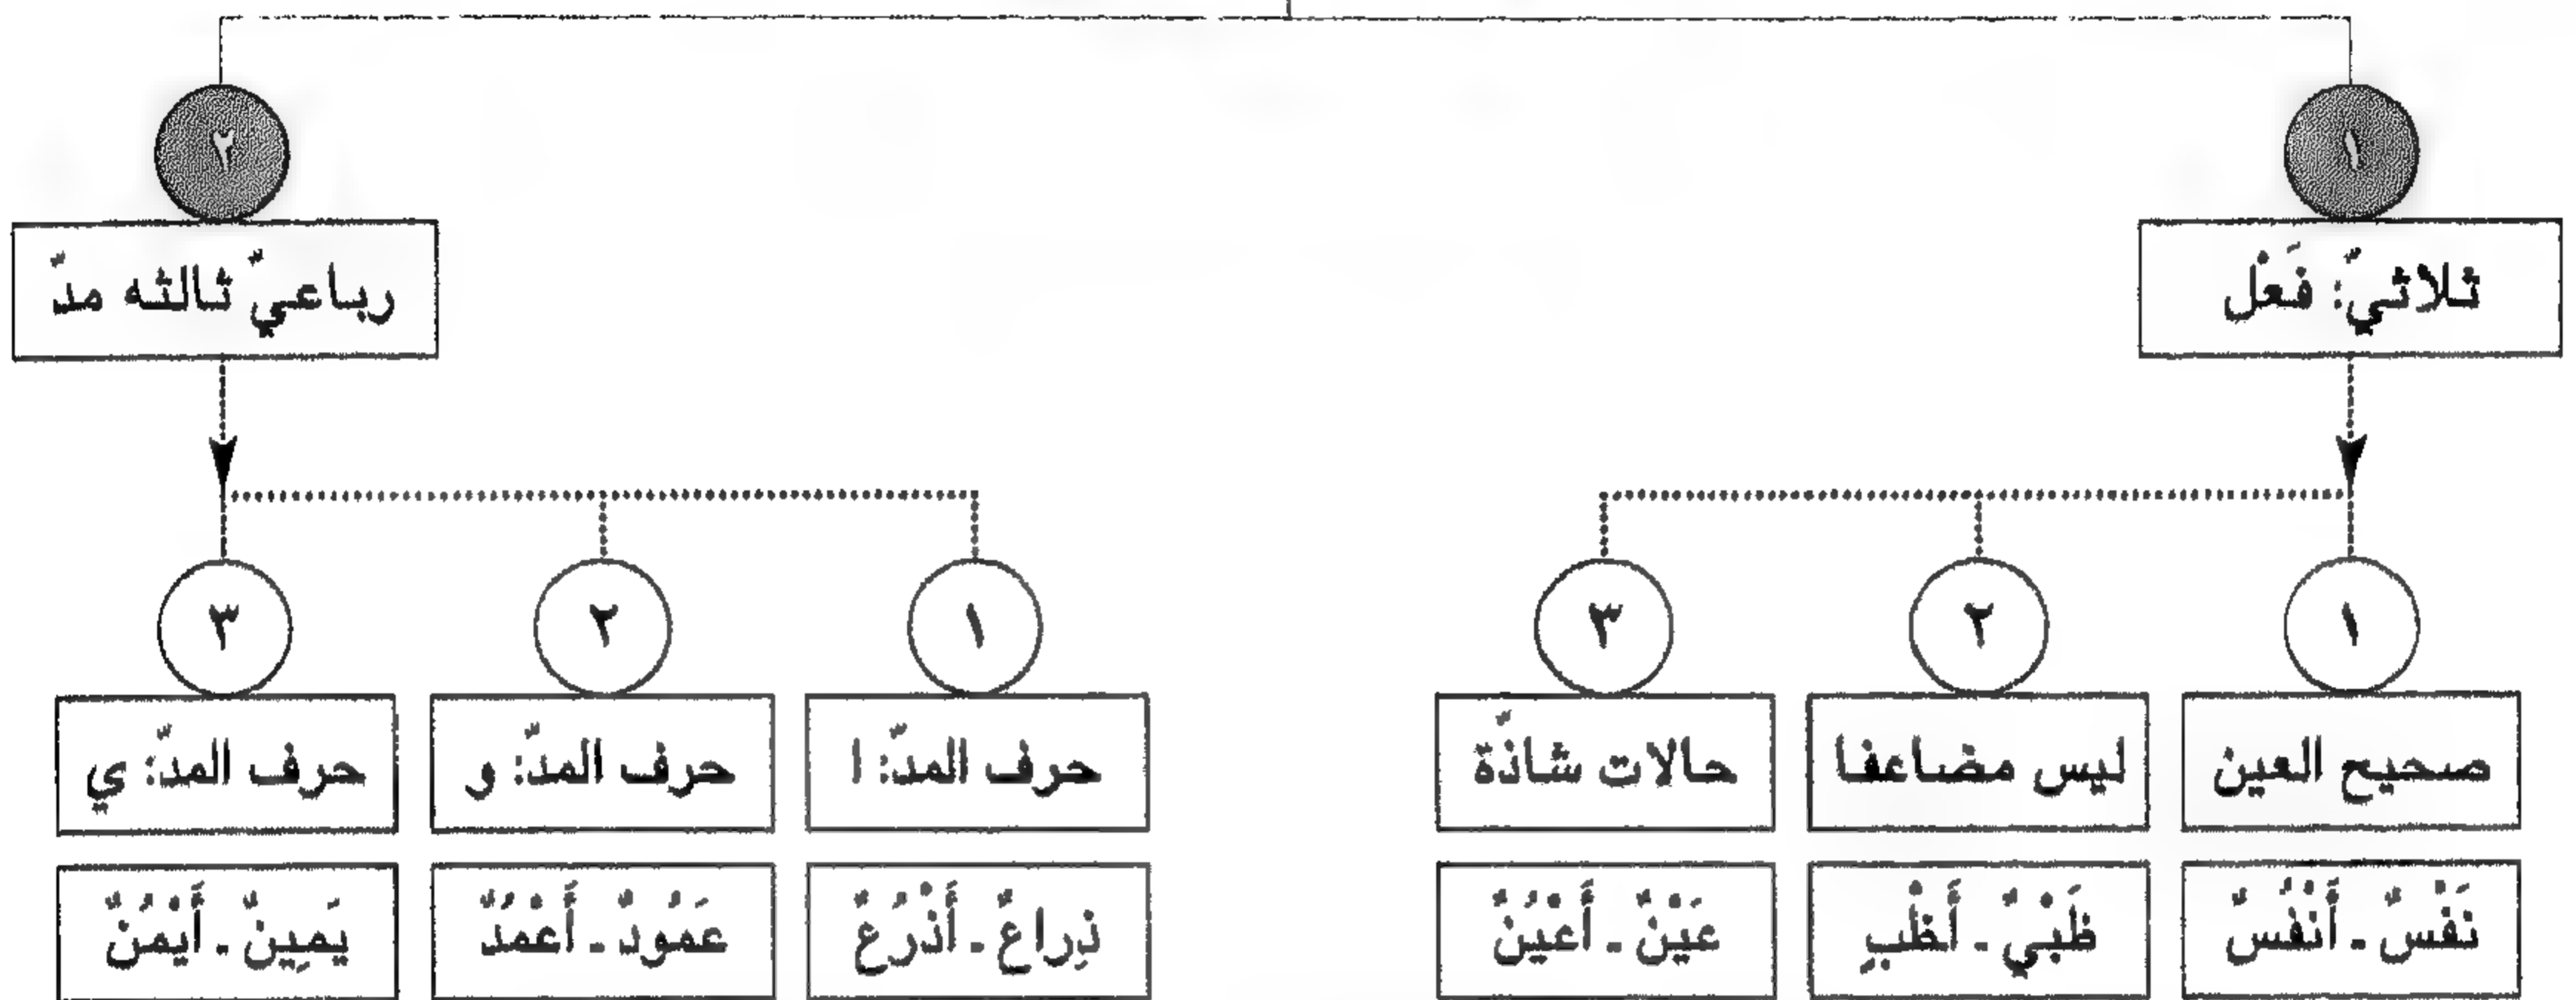 ١
٢
ثلاثيّ: فَعْل
رباعيّ ثالثه مدّ
١
٢
٣
١
٢
٣
صحيح العين
ليس مضاعفا
حالات شاذّة
حرف المدّ: ا
حرف المدّ: و
حرف المدّ: ي
نَفْسٌ - أَنْفُسٌ
ظَبْيٌ - أَظْبٍ
عَيْنٌ - أَعْيُنٌ
ذِراعٌ - أَذْرُعٌ
عَمُودٌ - أَعْمُدٌ
يَمِينٌ - أَيْمُنٌ